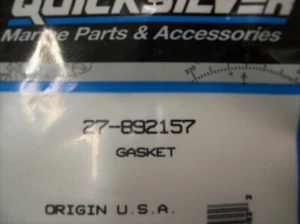 QUICKSILVER
Marine Parts & Accessories
27-892157
GASKET
ORIGIN U.S.A.